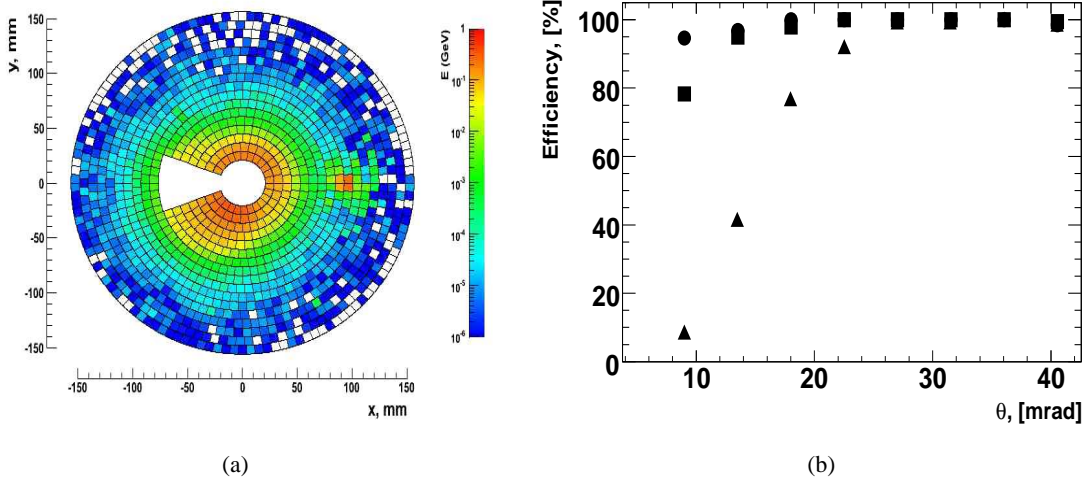 y, mm
150
100
50
0
-50
-100
-150
-150 -100 -50 0 50 100 150
x, mm
E (GeV)
1
10-1
10-2
10-3
10-4
10-5
10-6
(a)
Efficiency, [%]
100
80
60
40
20
0
10 20 30 40
θ, [mrad]
(b)